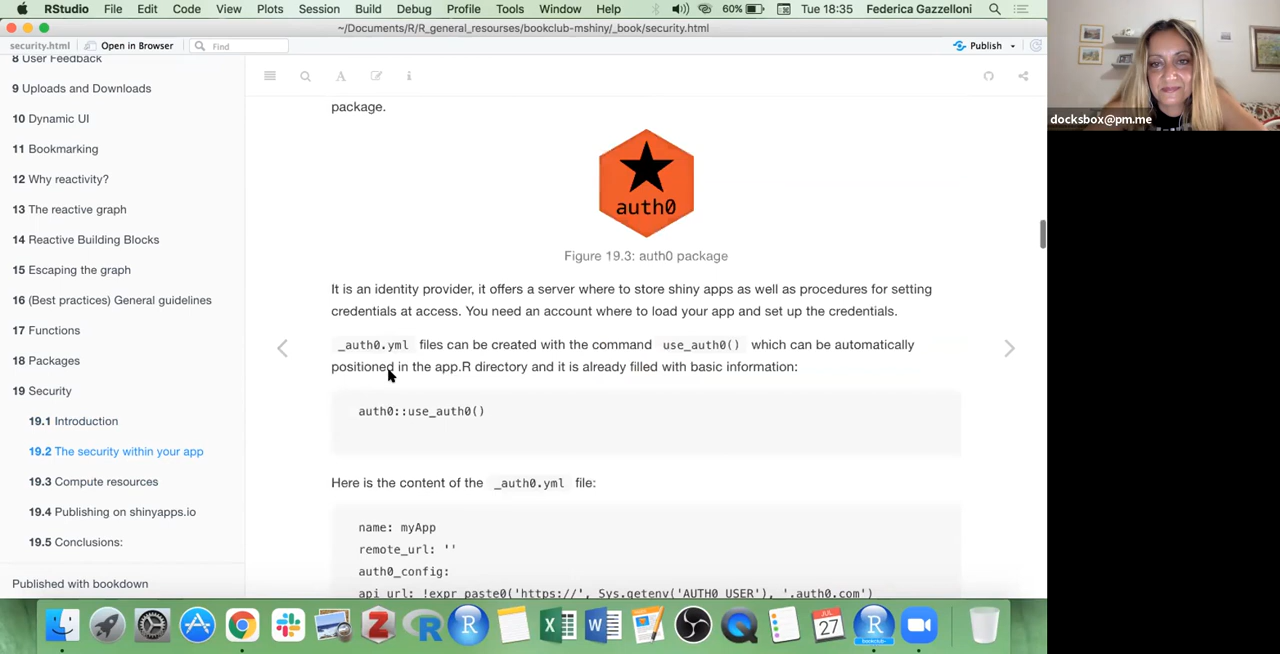 RStudio File Edit Code View Plots Session Build Debug Profile Tools Window Help 60% Tue 18:35 Federica Gazzelloni
~/Documents/R/R_general_resourses/bookclub-mshiny/_book/security.html
security.html Open in Browser Find Publish
8 User Feedback
9 Uploads and Downloads
10 Dynamic UI
11 Bookmarking
12 Why reactivity?
13 The reactive graph
14 Reactive Building Blocks
15 Escaping the graph
16 (Best practices) General guidelines
17 Functions
18 Packages
19 Security
19.1 Introduction
19.2 The security within your app
19.3 Compute resources
19.4 Publishing on shinyapps.io
19.5 Conclusions:
Published with bookdown
package.
auth0
Figure 19.3: auth0 package
It is an identity provider, it offers a server where to store shiny apps as well as procedures for setting
credentials at access. You need an account where to load your app and set up the credentials.
_auth0.yml files can be created with the command use_auth0() which can be automatically
positioned in the app.R directory and it is already filled with basic information:
auth0::use_auth0()
Here is the content of the _auth0.yml file:
name: myApp
remote_url: ''
auth0_config:
api_url: !expr paste0('https://', Sys.getenv('AUTH0_USER'), '.auth0.com')
docksbox@pm.me
JUL
27